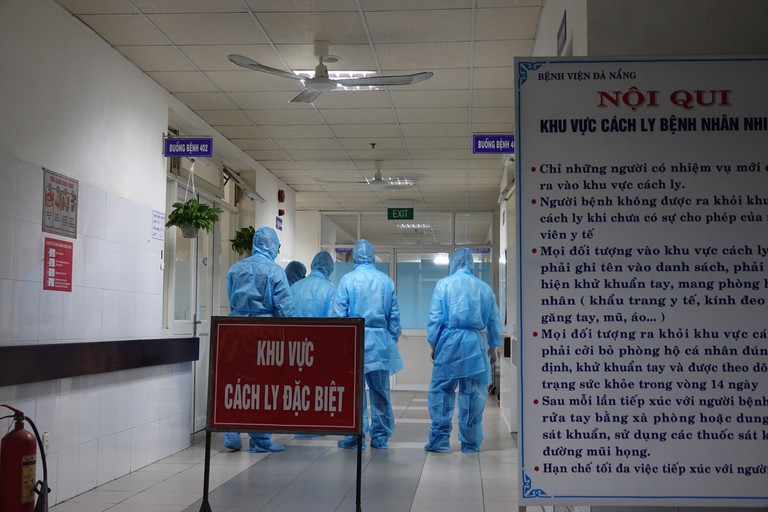 BUỒNG BỆNH 402
BUỒNG BỆNH 402
EXIT
KHU VỰC
CÁCH LY ĐẶC BIỆT
BỆNH VIỆN ĐÀ NẴNG
NỘI QUI
KHU VỰC CÁCH LY BỆNH NHÂN NHI
• Chỉ những người có nhiệm vụ mới
ra vào khu vực cách ly.
• Người bệnh không được ra khỏi khu
cách ly khi chưa có sự cho phép của
viên y tế
• Mọi đối tượng vào khu vực cách ly
phải ghi tên vào danh sách, phải
hiện khử khuẩn tay, mang phòng
nhân ( khẩu trang y tế, kính đeo
găng tay, mũ, áo... )
• Mọi đối tượng ra khỏi khu vực
phải cởi bỏ phòng hộ cá nhân
định, khử khuẩn tay và được theo
trạng sức khỏe trong vòng 14 ngày
• Sau mỗi lần tiếp xúc với người bệnh
rửa tay bằng xà phòng hoặc dung
sát khuẩn, sử dụng các thuốc sát
đường mũi họng.
• Hạn chế tối đa việc tiếp xúc với người